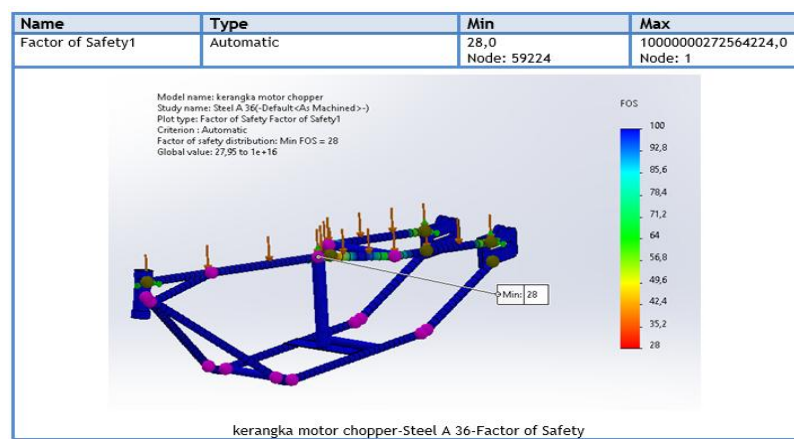 Name Type Min Max
Factor of Safety1 Automatic 28,0 10000000272564224,0
Node: 59224 Node: 1
Model name: kerangka motor chopper
Study name: Steel A 36(-Default<As Machined>-)
Plot type: Factor of Safety Factor of Safety1
Criterion : Automatic
Factor of safety distribution: Min FOS = 28
Global value: 27,95 to 1e+16
FOS
100
92,8
85,6
78,4
71,2
64
56,8
49,6
42,4
35,2
28
Min: 28
kerangka motor chopper-Steel A 36-Factor of Safety